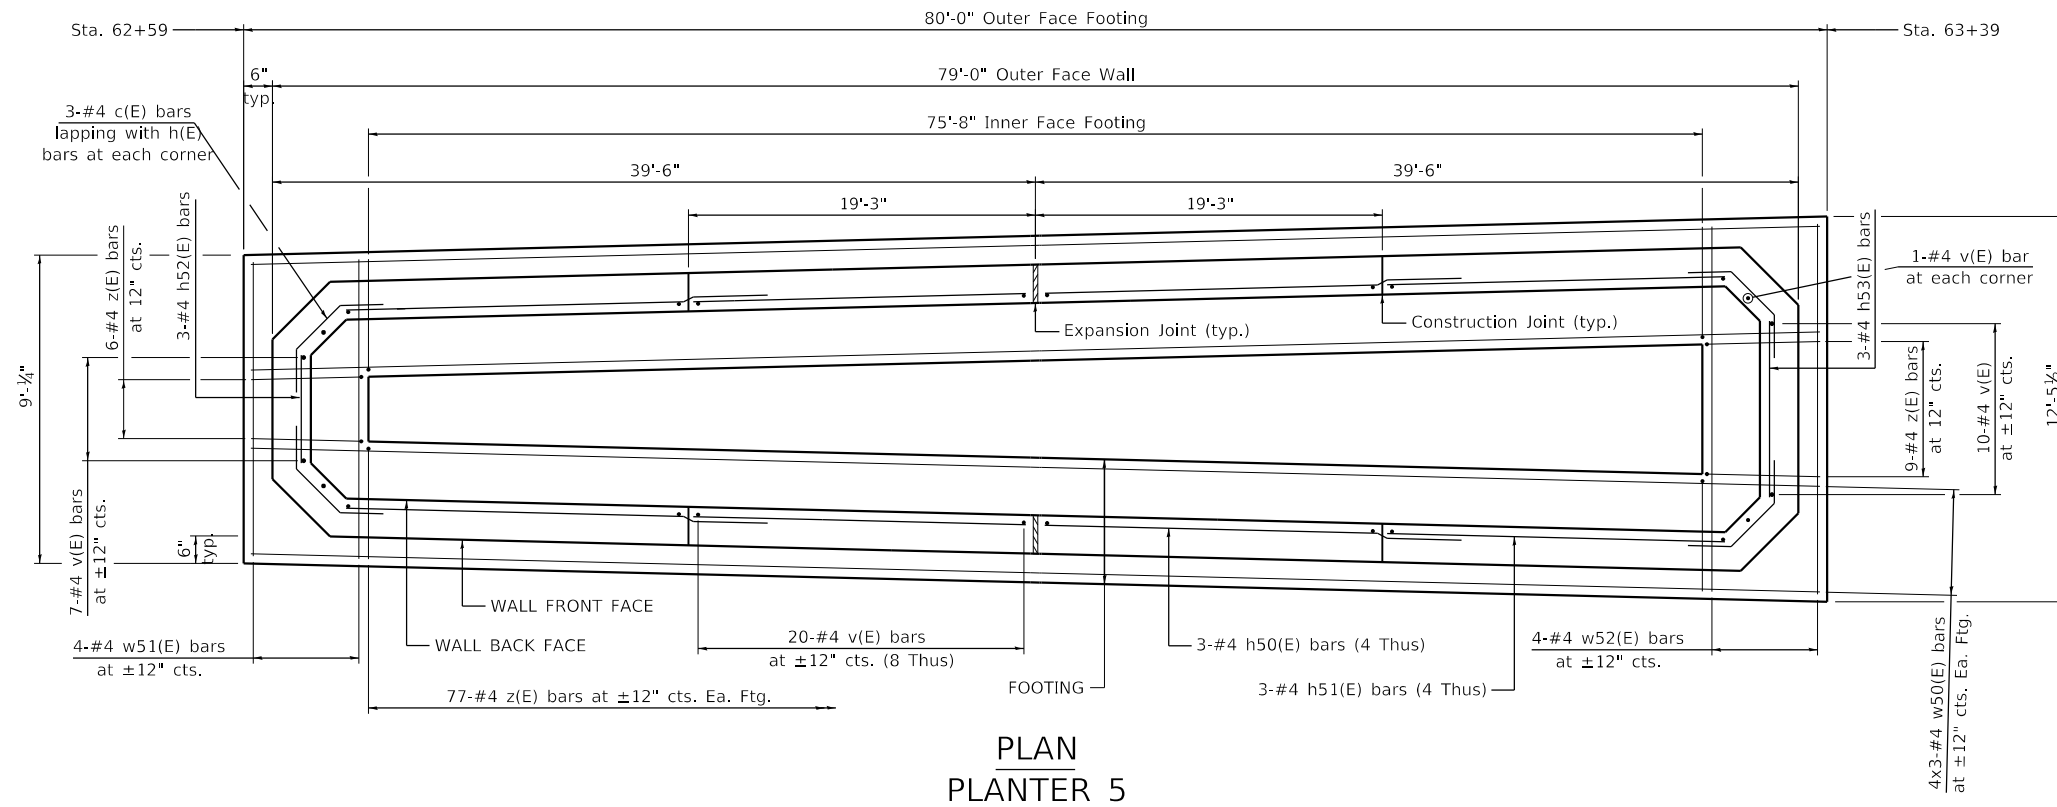 80'-0" Outer Face Footing
Sta. 62+59
Sta. 63+39
6"
typ.
79'-0" Outer Face Wall
3-#4 c(E) bars
lapping with h(E)
bars at each corner
75'-8" Inner Face Footing
39'-6"
39'-6"
19'-3"
19'-3"
6-#4 z(E) bars
at 12" cts.
3-#4 h52(E) bars
3-#4 h53(E) bars
1-#4 v(E) bar
at each corner
Expansion Joint (typ.)
Construction Joint (typ.)
9'-¼"
9-#4 z(E) bars
at 12" cts.
10-#4 v(E)
at ±12" cts.
12'-5½"
7-#4 v(E) bars
at ±12" cts.
6"
typ.
WALL FRONT FACE
WALL BACK FACE
4-#4 w51(E) bars
at ±12" cts.
20-#4 v(E) bars
at ±12" cts. (8 Thus)
3-#4 h50(E) bars (4 Thus)
4-#4 w52(E) bars
at ±12" cts.
FOOTING
3-#4 h51(E) bars (4 Thus)
77-#4 z(E) bars at ±12" cts. Ea. Ftg.
4x3-#4 w50(E) bars
at ±12" cts. Ea. Ftg.
PLAN
PLANTER 5